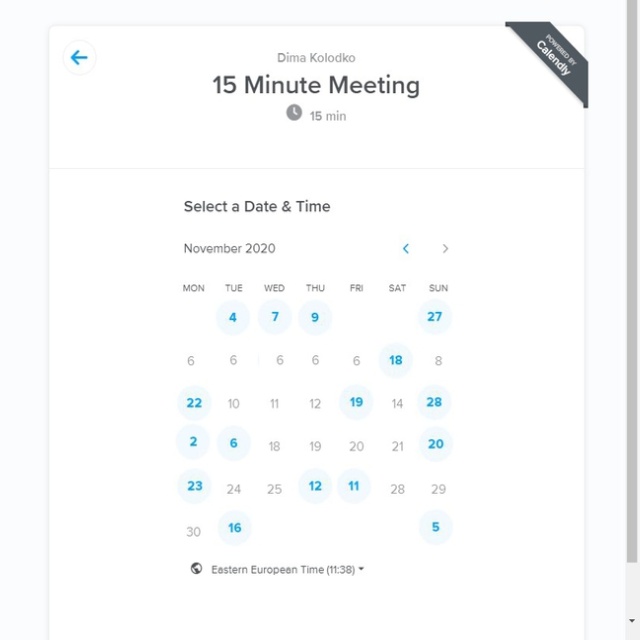 POWERED BY
Calendly
Dima Kolodko
15 Minute Meeting
15 min
Select a Date & Time
November 2020
MON TUE WED THU FRI SAT SUN
4 7 9 27
6 6 6 6 6 18 8
22 10 11 12 19 14 28
2 6 18 19 20 21 20
23 24 25 12 11 28 29
30 16 5
Eastern European Time (11:38)